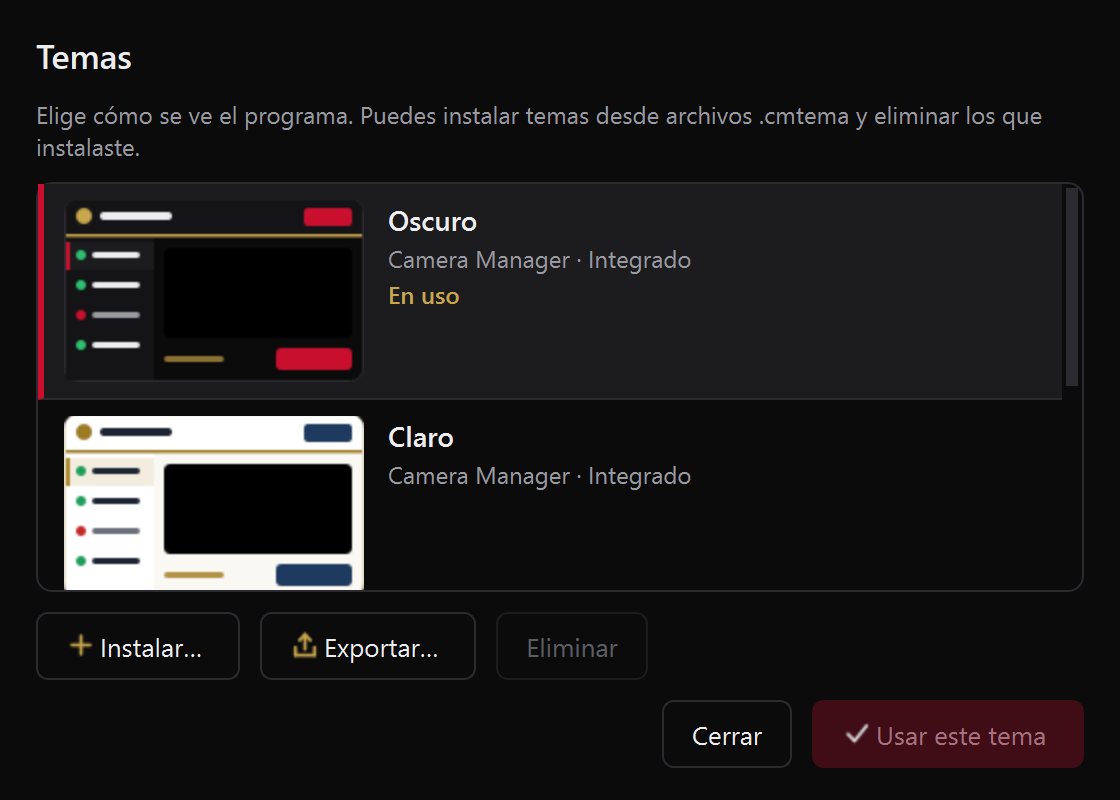 Temas
Elige cómo se ve el programa. Puedes instalar temas desde archivos .cmtema y eliminar los que
instalaste.
Oscuro
Camera Manager · Integrado
En uso
Claro
Camera Manager · Integrado
Instalar...
Exportar...
Eliminar
Cerrar
Usar este tema